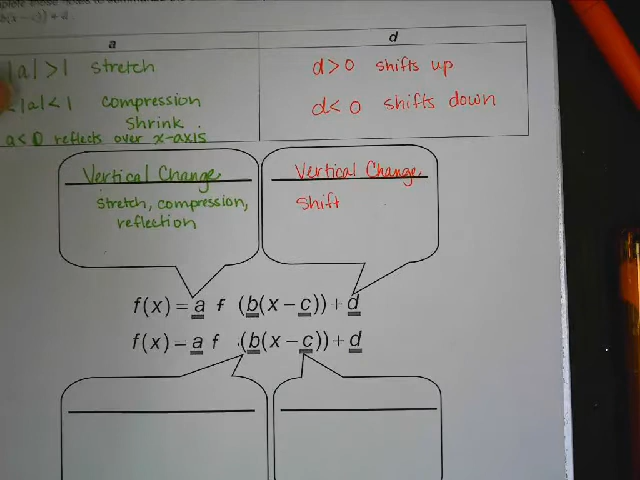 a
d
|a| > 1 stretch
|a| < 1 compression
shrink
a < 0 reflects over x-axis
d > 0 shifts up
d < 0 shifts down
Vertical Change
stretch, compression,
reflection
Vertical Change
Shift
f(x) = a f (b(x – c)) + d
f(x) – a f (b(x – c)) + d